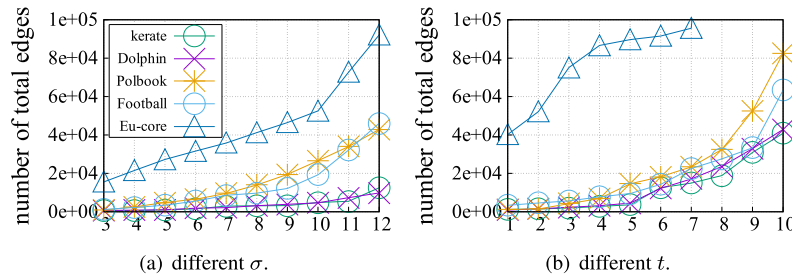 number of total edges
1e+05
8e+04
6e+04
4e+04
2e+04
0e+00
kerate
Dolphin
Polbook
Football
Eu-core
3 4 5 6 7 8 9 10 11 12
(a) different σ.
number of total edges
1e+05
8e+04
6e+04
4e+04
2e+04
0e+00
1 2 3 4 5 6 7 8 9 10
(b) different t.